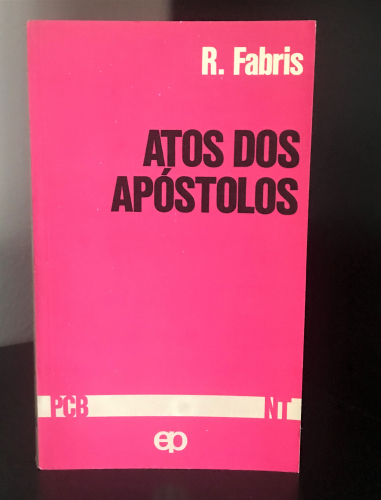 R. Fabris
ATOS DOS
APÓSTOLOS
PCB NT
ep